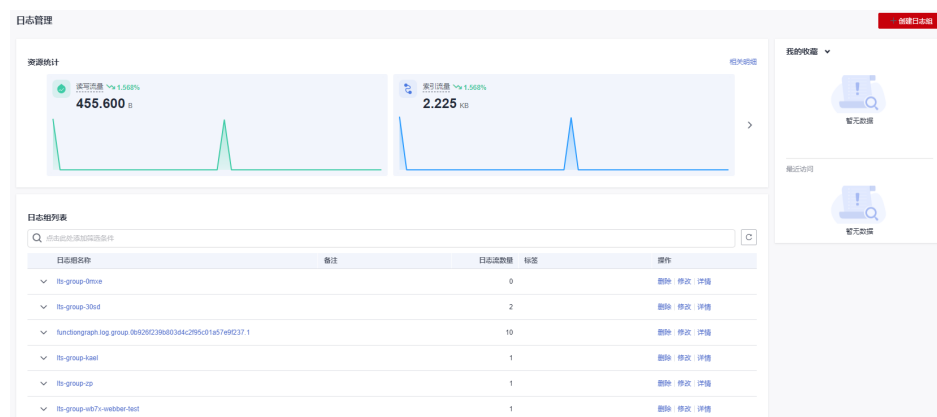 日志管理
+ 创建日志组
资源统计
相关明细
读写流量 1.568%
455.600 B
索引流量 1.568%
2.225 KB
我的收藏
暂无数据
最近访问
暂无数据
日志组列表
点击此处添加筛选条件
日志组名称 备注 日志流数量 标签 操作
lts-group-0mxe 0 删除 修改 详情
lts-group-30sd 2 删除 修改 详情
functiongraph.log.group.0b926f239b803d4c2f95c01a57e9f237.1 10 删除 修改 详情
lts-group-kael 1 删除 修改 详情
lts-group-zp 1 删除 修改 详情
lts-group-wb7x-webber-test 1 删除 修改 详情